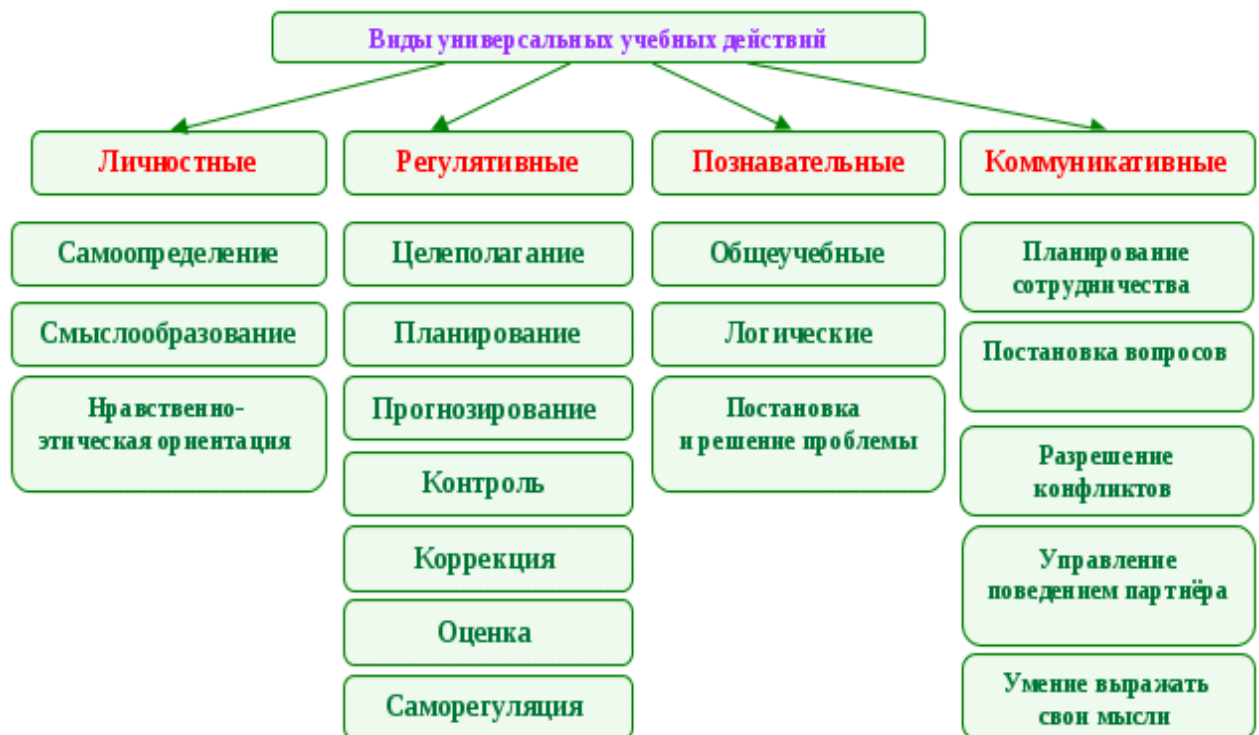 Виды универсальных учебных действий
Личностные
Регулятивные
Познавательные
Коммуникативные
Самоопределение
Смыслообразование
Нравственно-
этическая ориентация
Целеполагание
Планирование
Прогнозирование
Контроль
Коррекция
Оценка
Саморегуляция
Общеучебные
Логические
Постановка
и решение проблемы
Планирование
сотрудничества
Постановка вопросов
Разрешение
конфликтов
Управление
поведением партнёра
Умение выражать
свои мысли